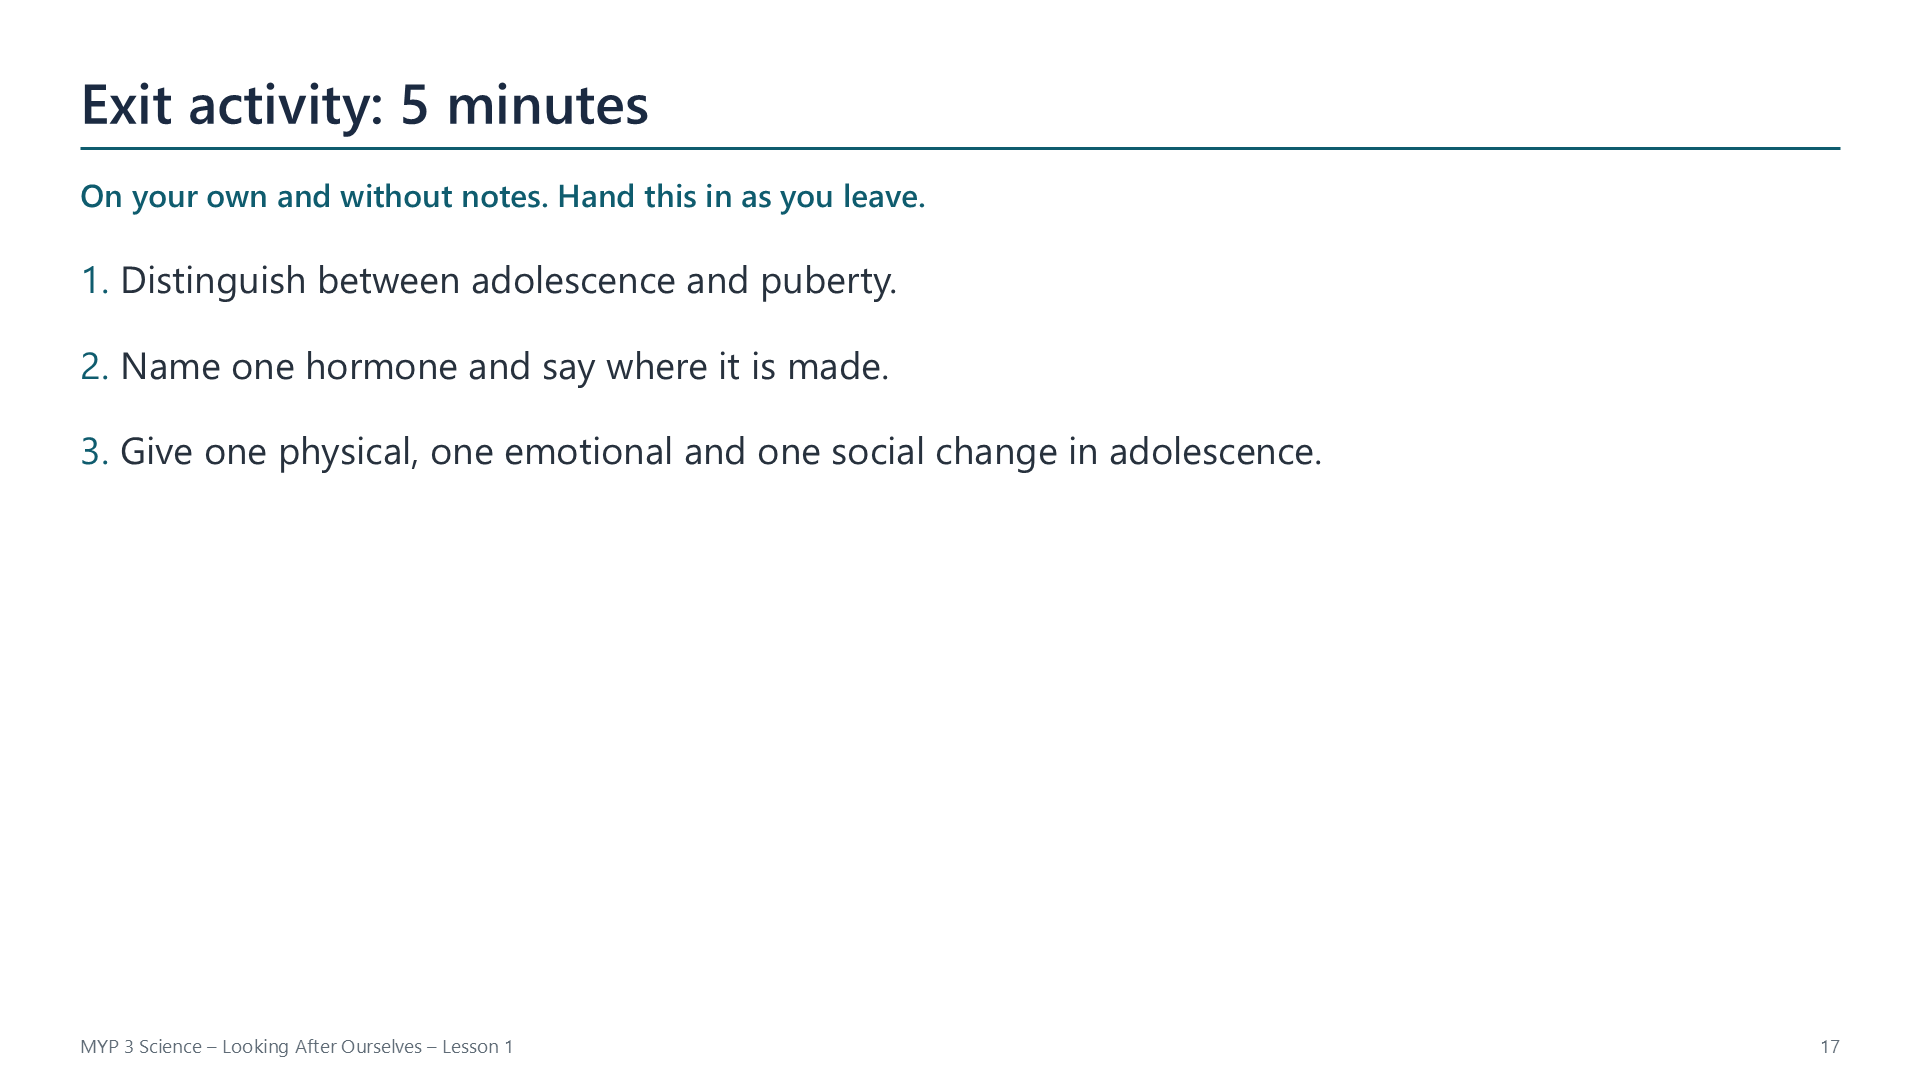 Exit activity: 5 minutes
On your own and without notes. Hand this in as you leave.
1. Distinguish between adolescence and puberty.
2. Name one hormone and say where it is made.
3. Give one physical, one emotional and one social change in adolescence.
MYP 3 Science – Looking After Ourselves – Lesson 1
17